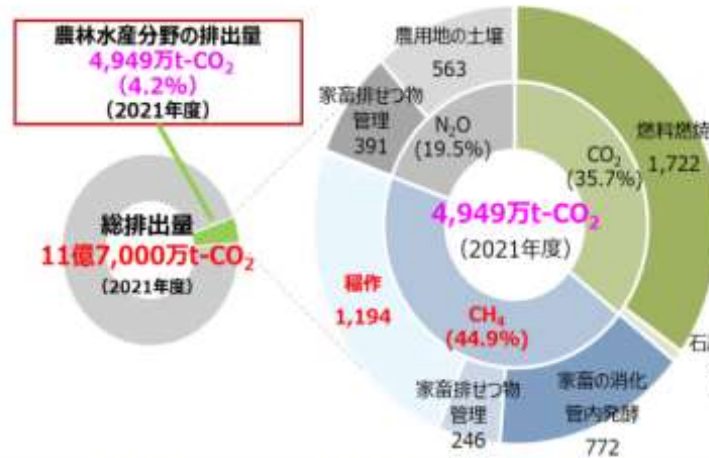 農林水産分野の排出量
4,949万t-CO₂
(4.2%)
(2021年度)
総排出量
11億7,000万t-CO₂
(2021年度)
農用地の土壌
563
家畜排せつ物
管理
391
N₂O
(19.5%)
CO₂
(35.7%)
燃料燃焼
1,722
4,949万t-CO₂
(2021年度)
稲作
1,194
CH₄
(44.9%)
家畜排せつ物
管理
246
家畜の消化
管内発酵
772
石